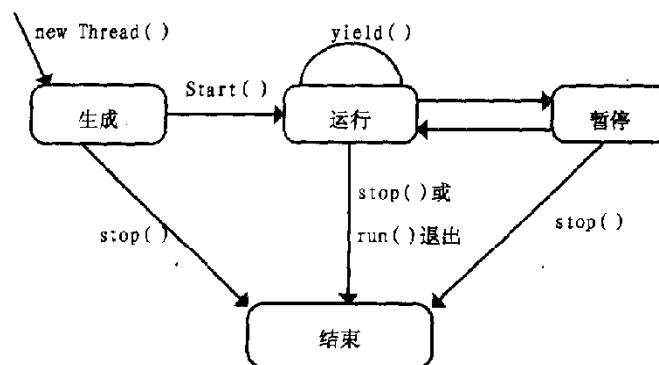 new Thread()
yield()
Start()
生成
运行
暂停
stop()
stop()或
run()退出
stop()
结束